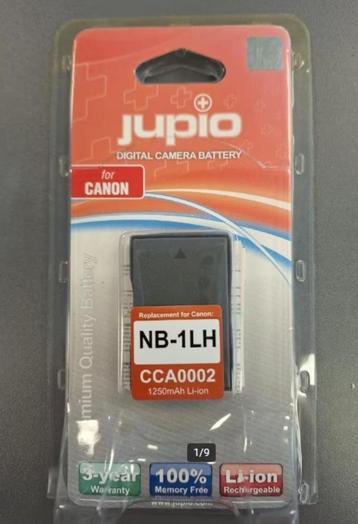 jupio
DIGITAL CAMERA BATTERY
for
CANON
Premium Quality Battery
Replacement for Canon:
NB-1LH
CCA0002
1250mAh Li-ion
1/9
3-year
Warranty
100%
Memory Free
Li-ion
Rechargeable
www.jupio.com